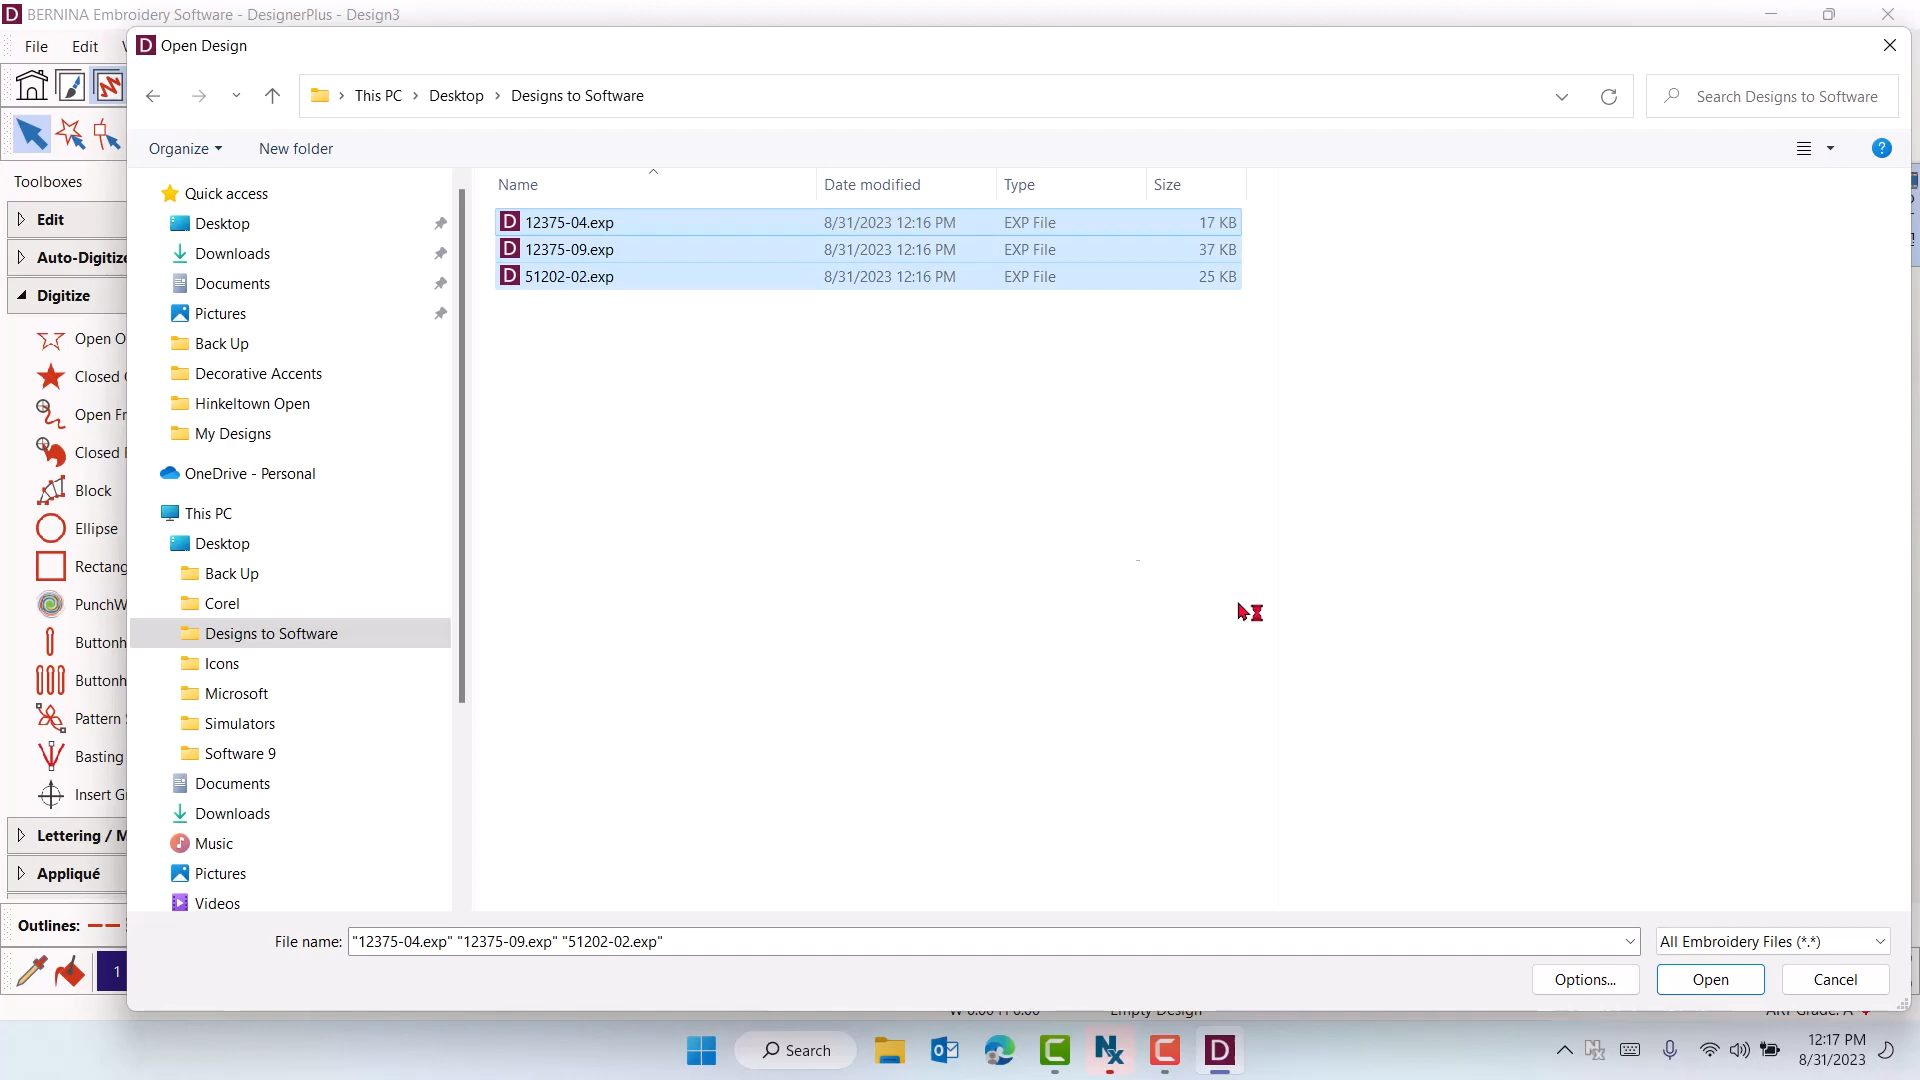 BERNINA Embroidery Software - DesignerPlus - Design3
File Edit
Open Design
This PC Desktop Designs to Software
Search Designs to Software
Organize New folder
Toolboxes
Edit
Auto-Digitize
Digitize
Open O
Closed
Open Fr
Closed
Block
Ellipse
Rectang
PunchW
Buttonh
Buttonh
Pattern
Basting
Insert G
Lettering / M
Appliqué
Outlines:
1
Quick access
Desktop
Downloads
Documents
Pictures
Back Up
Decorative Accents
Hinkeltown Open
My Designs
OneDrive - Personal
This PC
Desktop
Back Up
Corel
Designs to Software
Icons
Microsoft
Simulators
Software 9
Documents
Downloads
Music
Pictures
Videos
Name Date modified Type Size
12375-04.exp 8/31/2023 12:16 PM EXP File 17 KB
12375-09.exp 8/31/2023 12:16 PM EXP File 37 KB
51202-02.exp 8/31/2023 12:16 PM EXP File 25 KB
File name: "12375-04.exp" "12375-09.exp" "51202-02.exp" All Embroidery Files (*.*)
Options... Open Cancel
Empty Design
Search
12:17 PM
8/31/2023